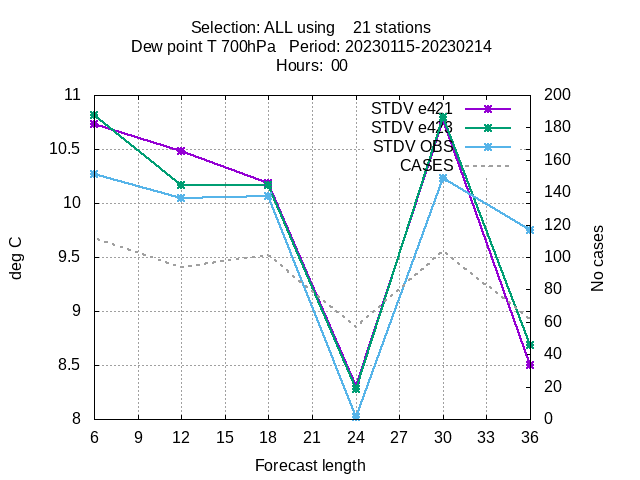 Selection: ALL using 21 stations
Dew point T 700hPa Period: 20230115-20230214
Hours: 00
11 200
STDV e421
180
STDV e423
10.5 STDV OBS
160
CASES
140
10
120
9.5 100
80
9
60
8.5 40
20
8 0
6 9 12 15 18 21 24 27 30 33 36
deg C
No cases
Forecast length